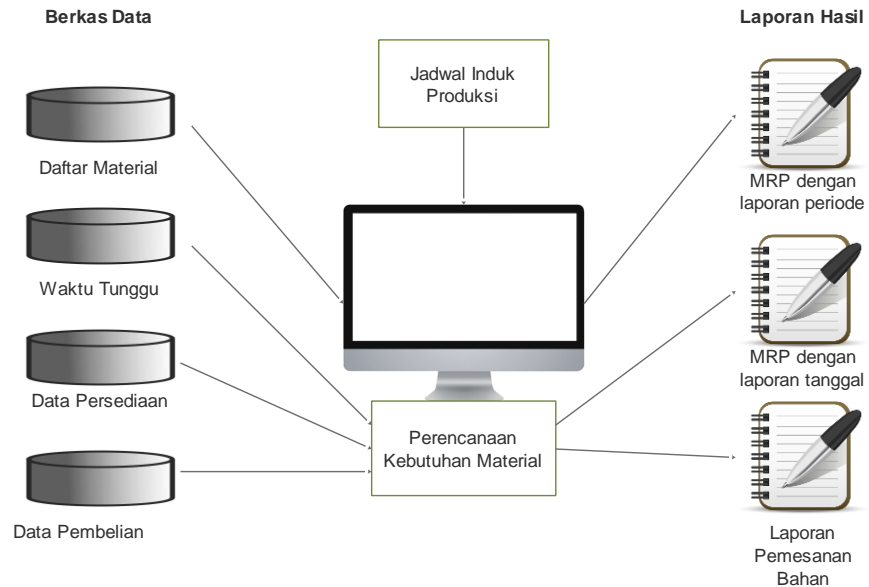 Berkas Data
Laporan Hasil
Jadwal Induk
Produksi
Daftar Material
Waktu Tunggu
Data Persediaan
Data Pembelian
Perencanaan
Kebutuhan Material
MRP dengan
laporan periode
MRP dengan
laporan tanggal
Laporan
Pemesanan
Bahan